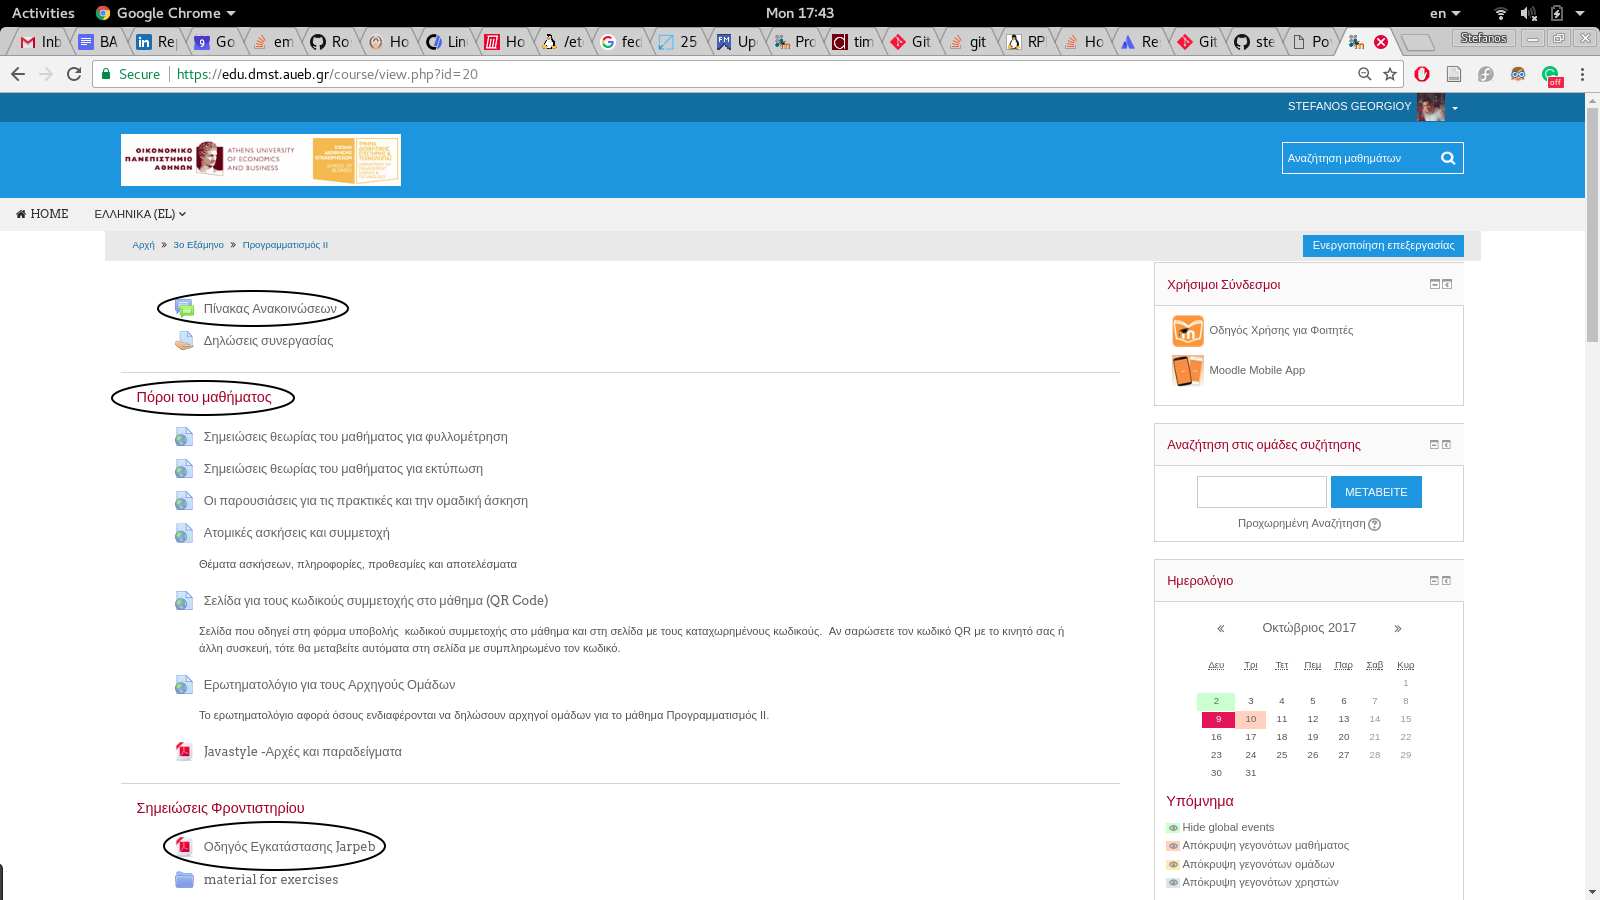 Activities Google Chrome Mon 17:43 en
Inb BA Re 9 Go em Ro Ho Lin Ho /et fed 25 Up Pro tim Git git RP Ho Re Git ste Po Stefanos
Secure https://edu.dmst.aueb.gr/course/view.php?id=20 off
STEFANOS GEORGIOY
ΟΙΚΟΝΟΜΙΚΟ ΠΑΝΕΠΙΣΤΗΜΙΟ ΑΘΗΝΩΝ
ATHENS UNIVERSITY OF ECONOMICS AND BUSINESS
SCHOOL OF BUSINESS
Αναζήτηση μαθημάτων
HOME ΕΛΛΗΝΙΚΆ (EL)
Αρχή » 3ο Εξάμηνο » Προγραμματισμός ΙΙ
Ενεργοποίηση επεξεργασίας
Πίνακας Ανακοινώσεων
Δηλώσεις συνεργασίας
Πόροι του μαθήματος
Σημειώσεις θεωρίας του μαθήματος για φυλλομέτρηση
Σημειώσεις θεωρίας του μαθήματος για εκτύπωση
Οι παρουσιάσεις για τις πρακτικές και την ομαδική άσκηση
Ατομικές ασκήσεις και συμμετοχή
Θέματα ασκήσεων, πληροφορίες, προθεσμίες και αποτελέσματα
Σελίδα για τους κωδικούς συμμετοχής στο μάθημα (QR Code)
Σελίδα που οδηγεί στη φόρμα υποβολής κωδικού συμμετοχής στο μάθημα και στη σελίδα με τους καταχωρημένους κωδικούς. Αν σαρώσετε τον κωδικό QR με το κινητό σας ή
άλλη συσκευή, τότε θα μεταβείτε αυτόματα στη σελίδα με συμπληρωμένο τον κωδικό.
Ερωτηματολόγιο για τους Αρχηγούς Ομάδων
Το ερωτηματολόγιο αφορά όσους ενδιαφέρονται να δηλώσουν αρχηγοί ομάδων για το μάθημα Προγραμματισμός ΙΙ.
Javastyle -Αρχές και παραδείγματα
Σημειώσεις Φροντιστηρίου
Οδηγός Εγκατάστασης Jarpeb
material for exercises
Χρήσιμοι Σύνδεσμοι
Οδηγός Χρήσης για Φοιτητές
Moodle Mobile App
Αναζήτηση στις ομάδες συζήτησης
ΜΕΤΑΒΕΊΤΕ
Προχωρημένη Αναζήτηση
Ημερολόγιο
« Οκτώβριος 2017 »
Δευ Τρι Τετ Πεμ Παρ Σαβ Κυρ
1
2 3 4 5 6 7 8
9 10 11 12 13 14 15
16 17 18 19 20 21 22
23 24 25 26 27 28 29
30 31
Υπόμνημα
Hide global events
Απόκρυψη γεγονότων μαθήματος
Απόκρυψη γεγονότων ομάδων
Απόκρυψη γεγονότων χρηστών